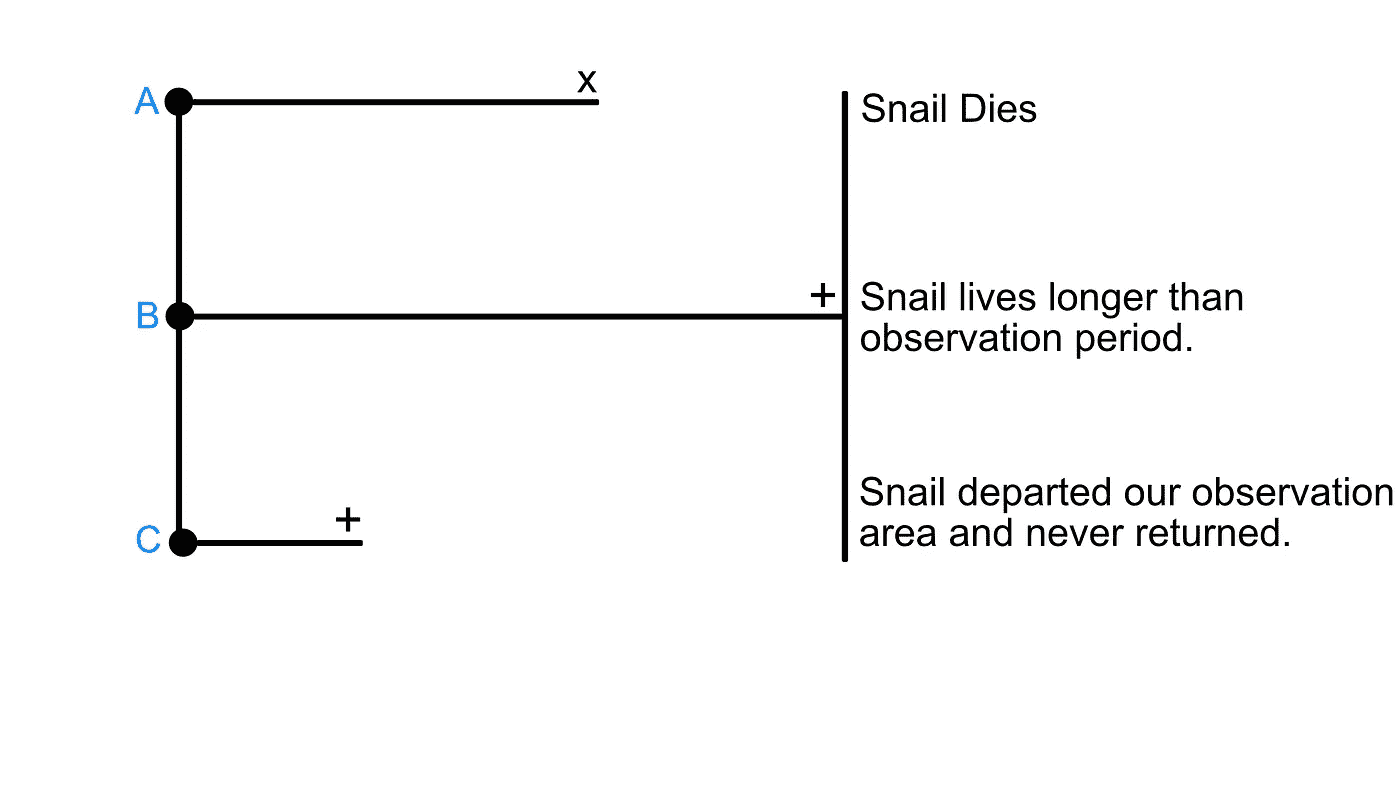 A
x
Snail Dies
B
+
Snail lives longer than
observation period.
C
+
Snail departed our observation
area and never returned.